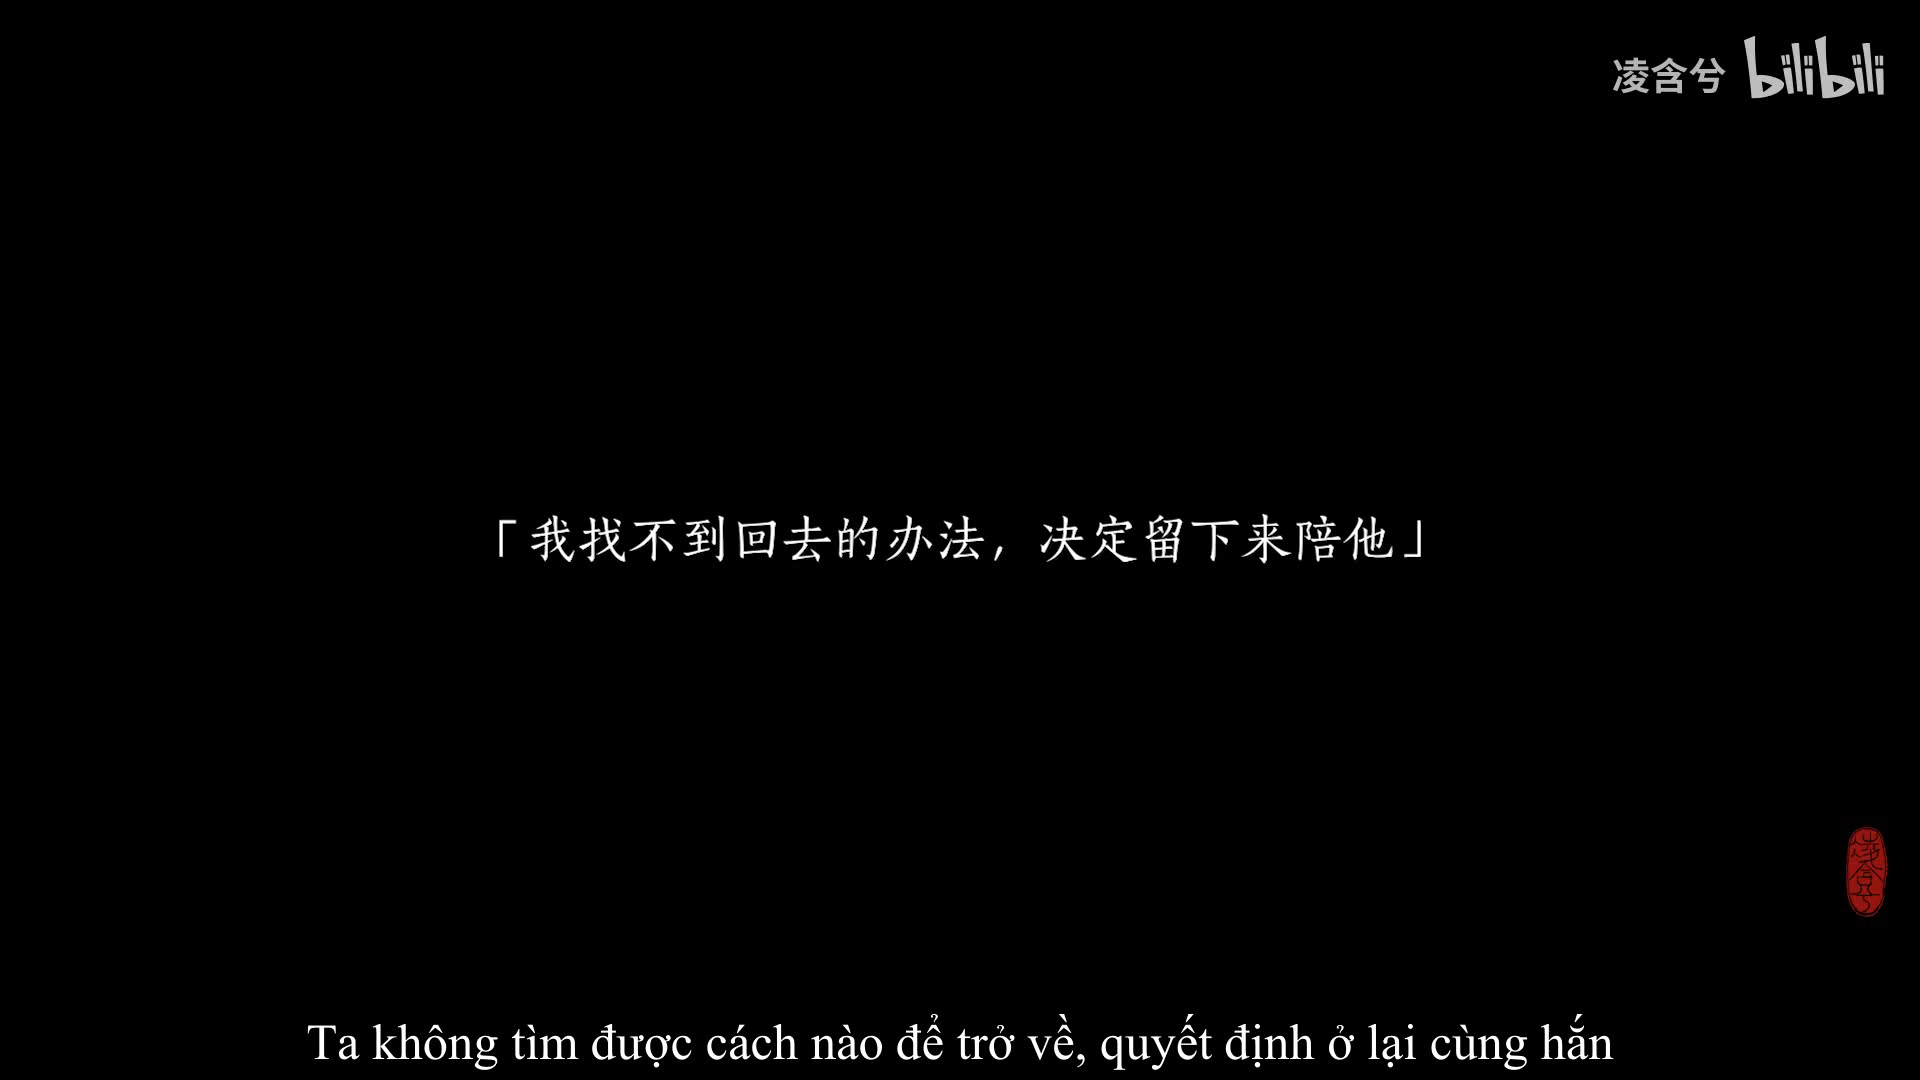 凌含兮 bilibili
「我找不到回去的办法，决定留下来陪他」
Ta không tìm được cách nào để trở về, quyết định ở lại cùng hắn